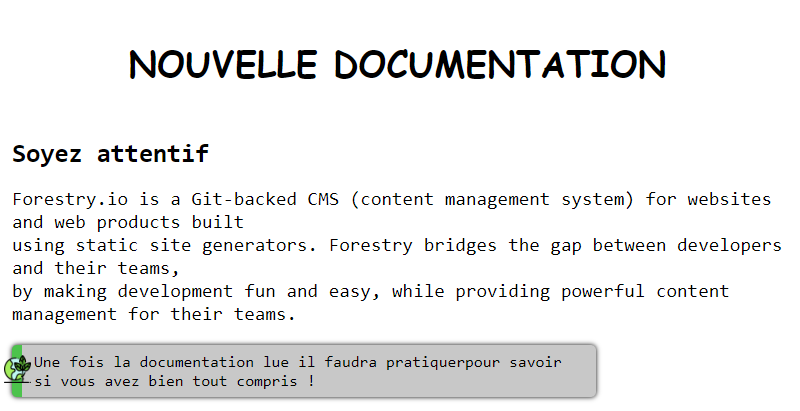 NOUVELLE DOCUMENTATION
Soyez attentif
Forestry.io is a Git-backed CMS (content management system) for websites
and web products built
using static site generators. Forestry bridges the gap between developers
and their teams,
by making development fun and easy, while providing powerful content
management for their teams.
Une fois la documentation lue il faudra pratiquerpour savoir
si vous avez bien tout compris !